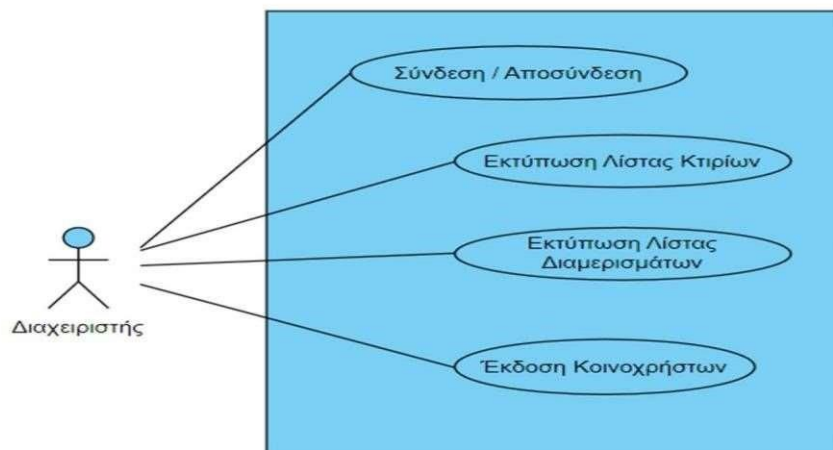 Σύνδεση / Αποσύνδεση
Εκτύπωση Λίστας Κτιρίων
Εκτύπωση Λίστας
Διαμερισμάτων
Διαχειριστής
Έκδοση Κοινοχρήστων